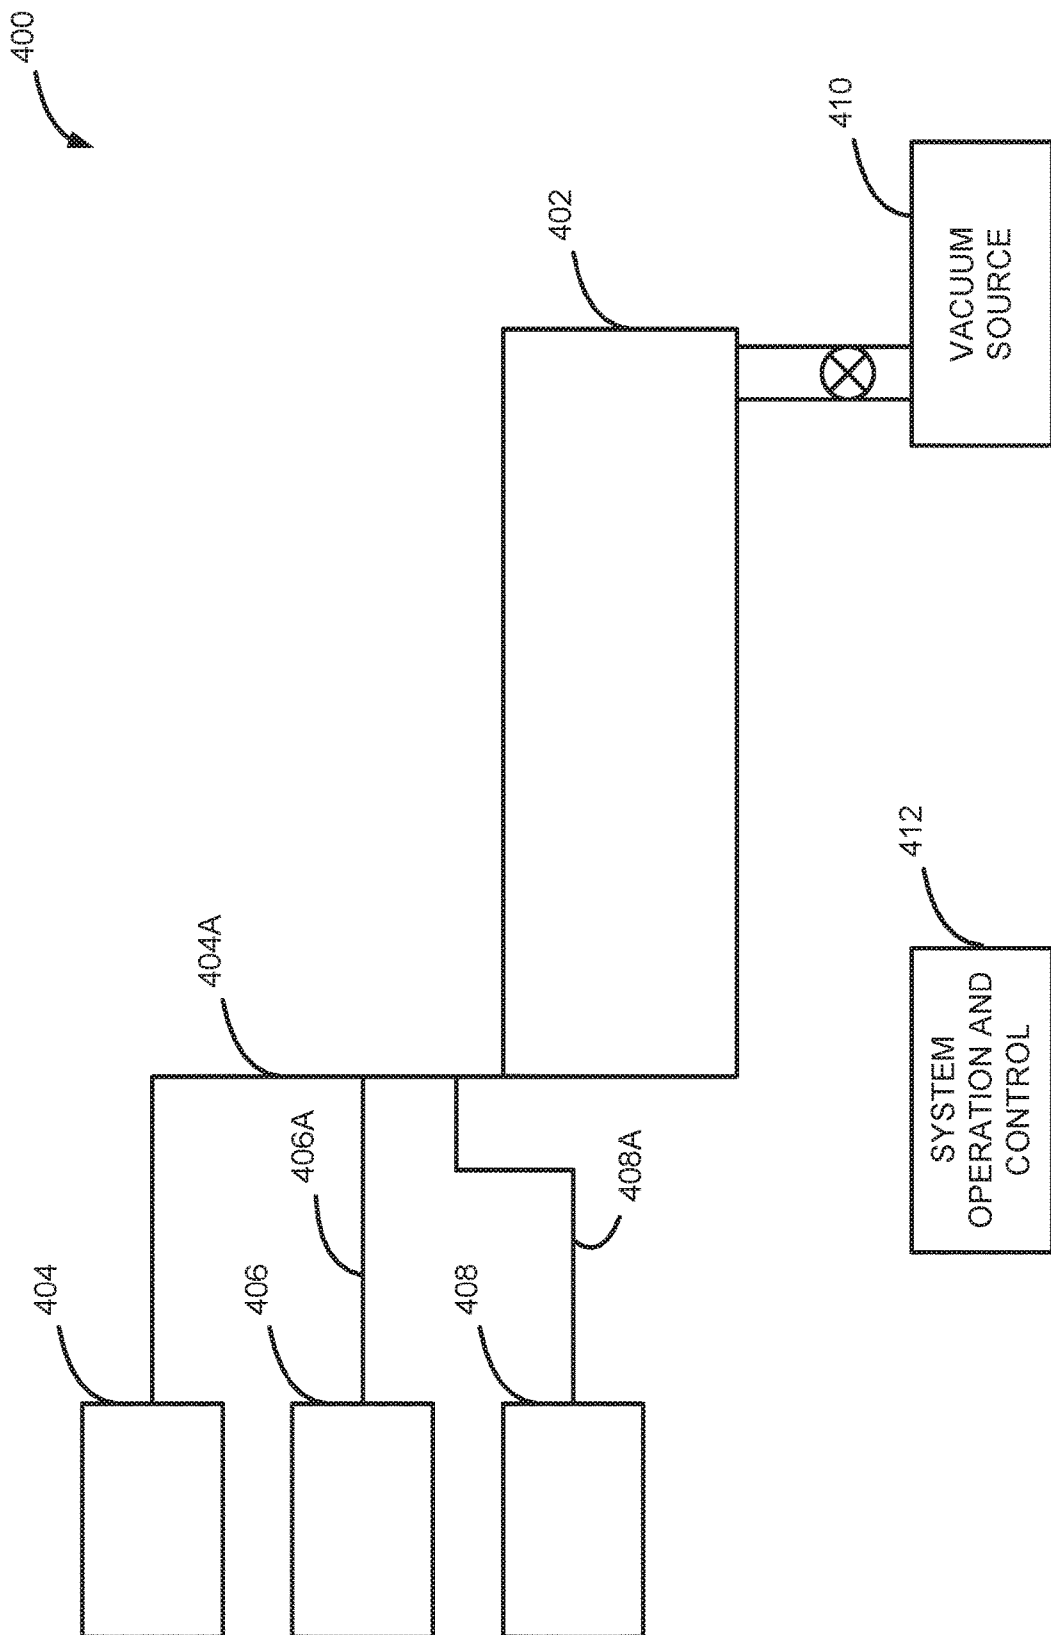 400
404
404A
406
406A
402
408
408A
410
412
VACUUM
SOURCE
SYSTEM
OPERATION AND
CONTROL